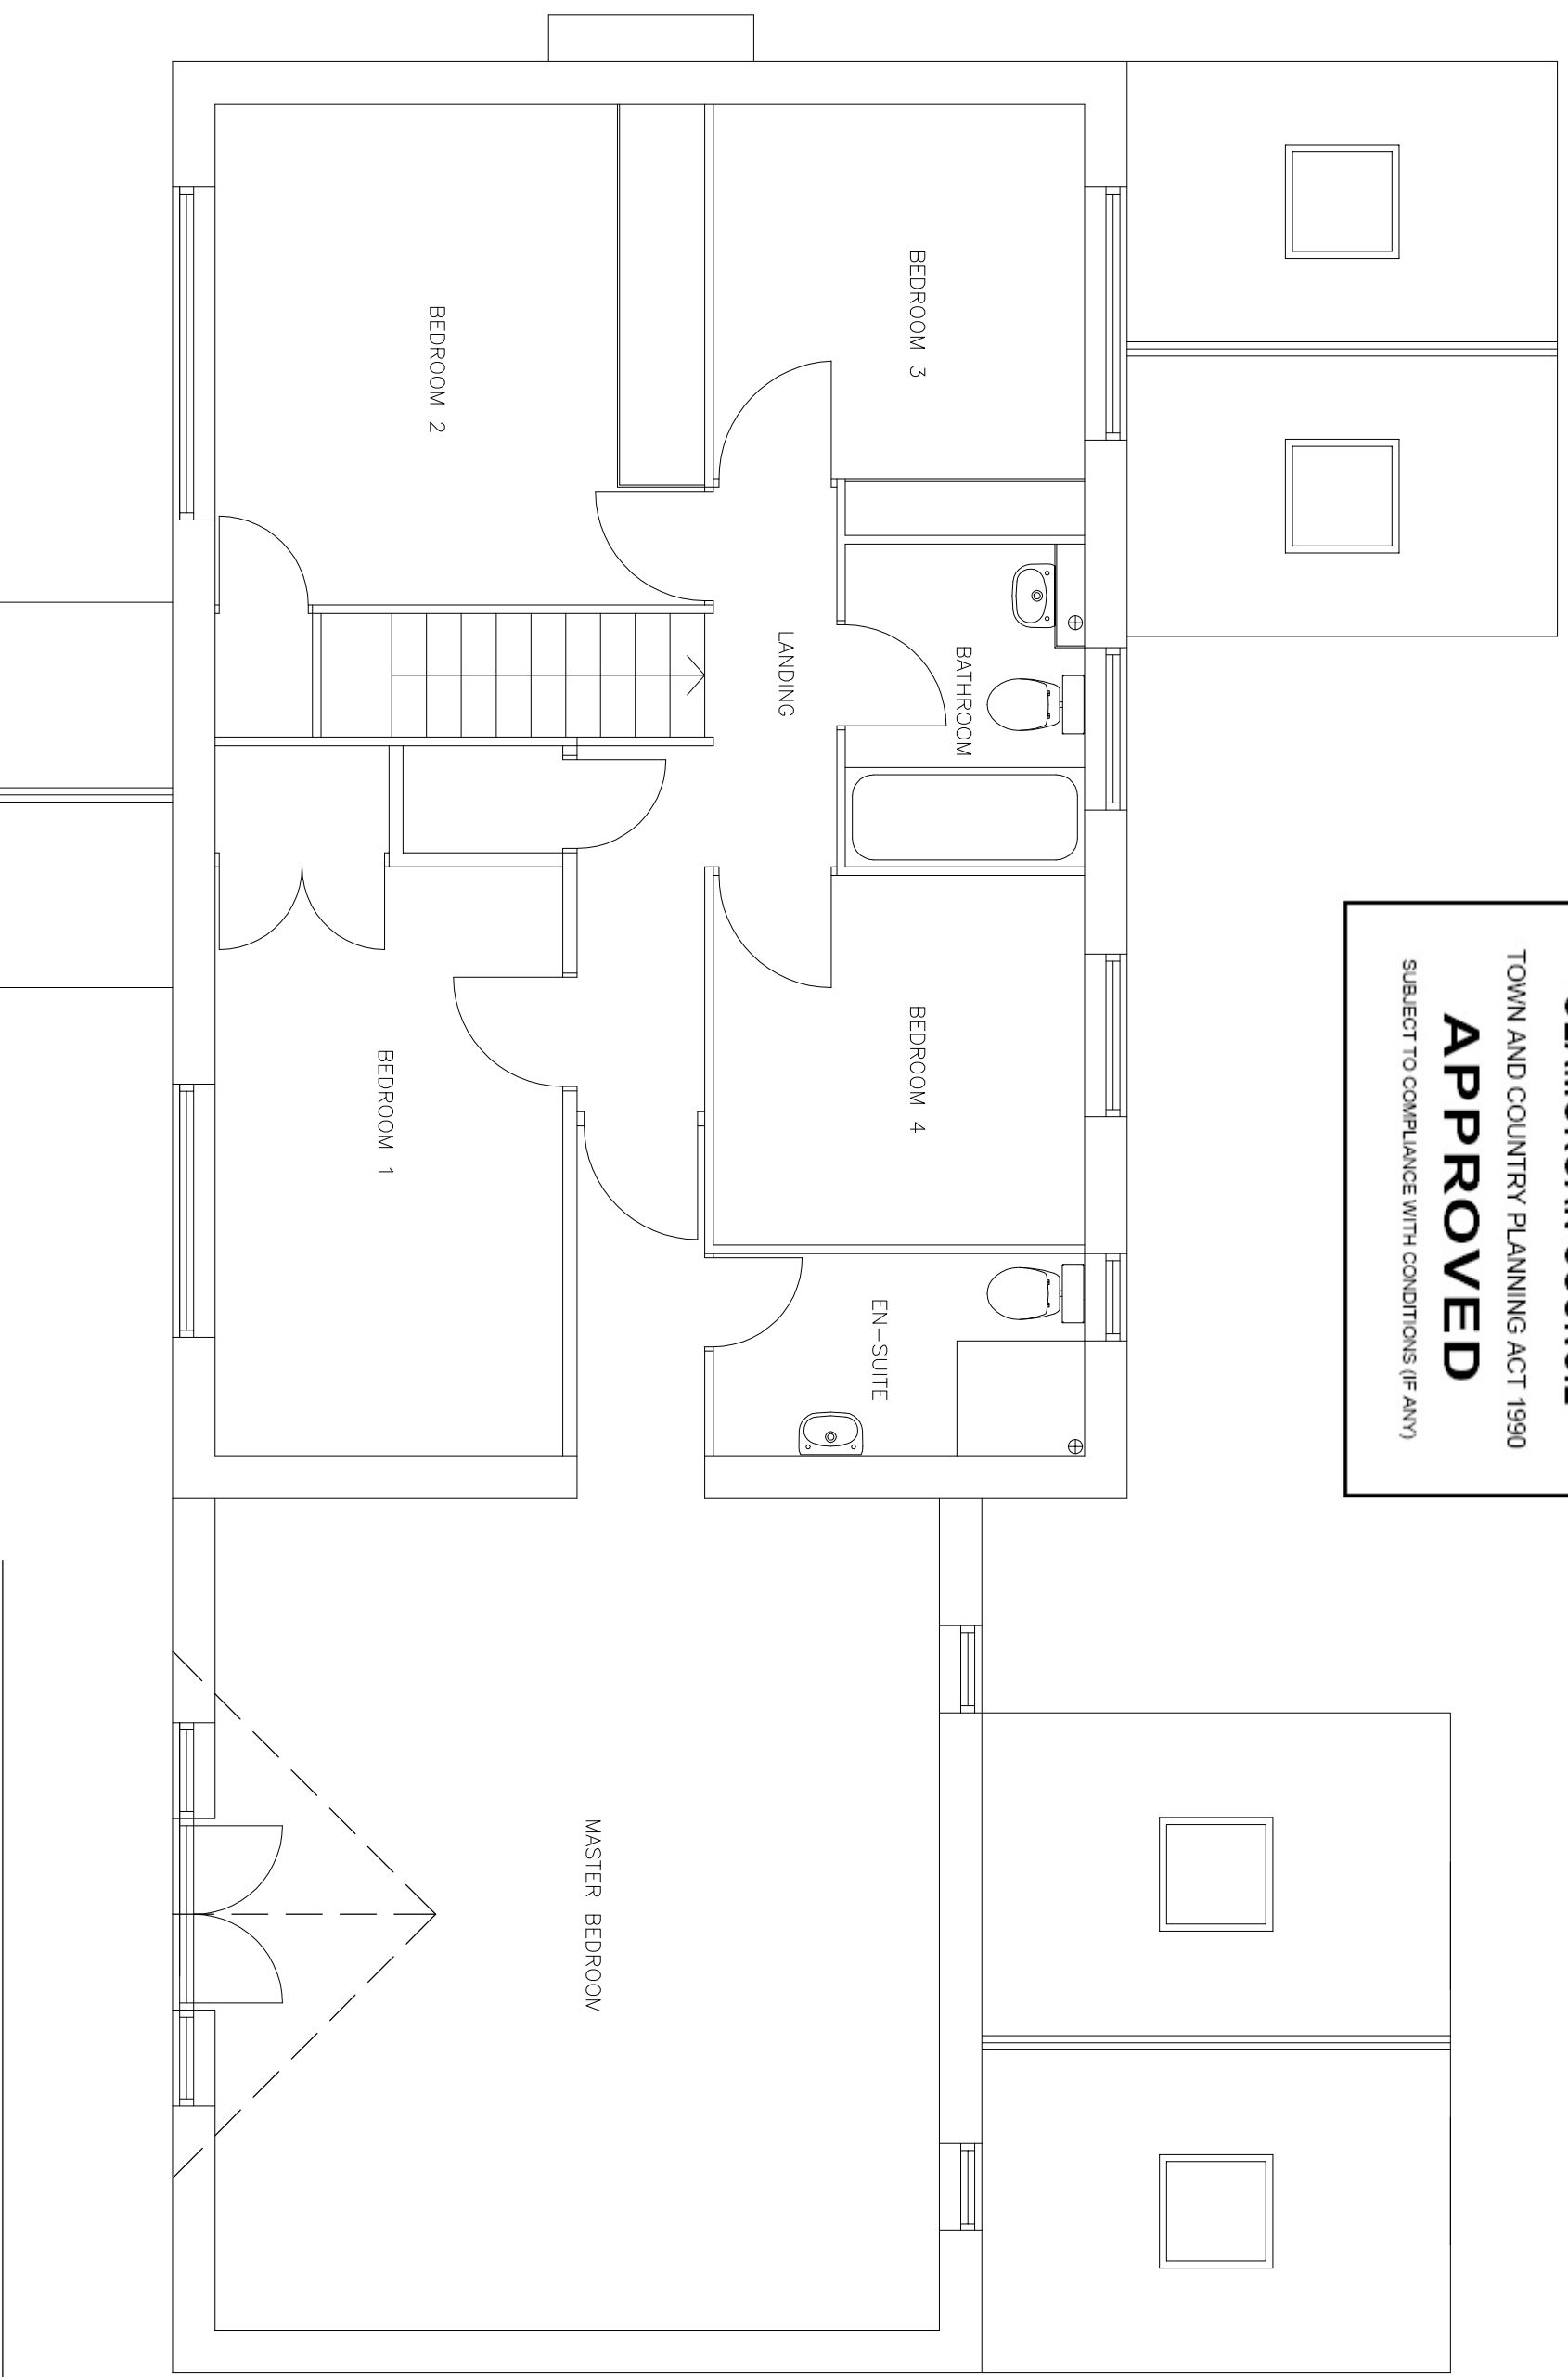 TOWN AND COUNTRY PLANNING ACT 1990
APPROVED
SUBJECT TO COMPLIANCE WITH CONDITIONS (IF ANY)
BEDROOM 3
BATHROOM
BEDROOM 4
EN-SUITE
LANDING
MASTER BEDROOM
BEDROOM 2
BEDROOM 1